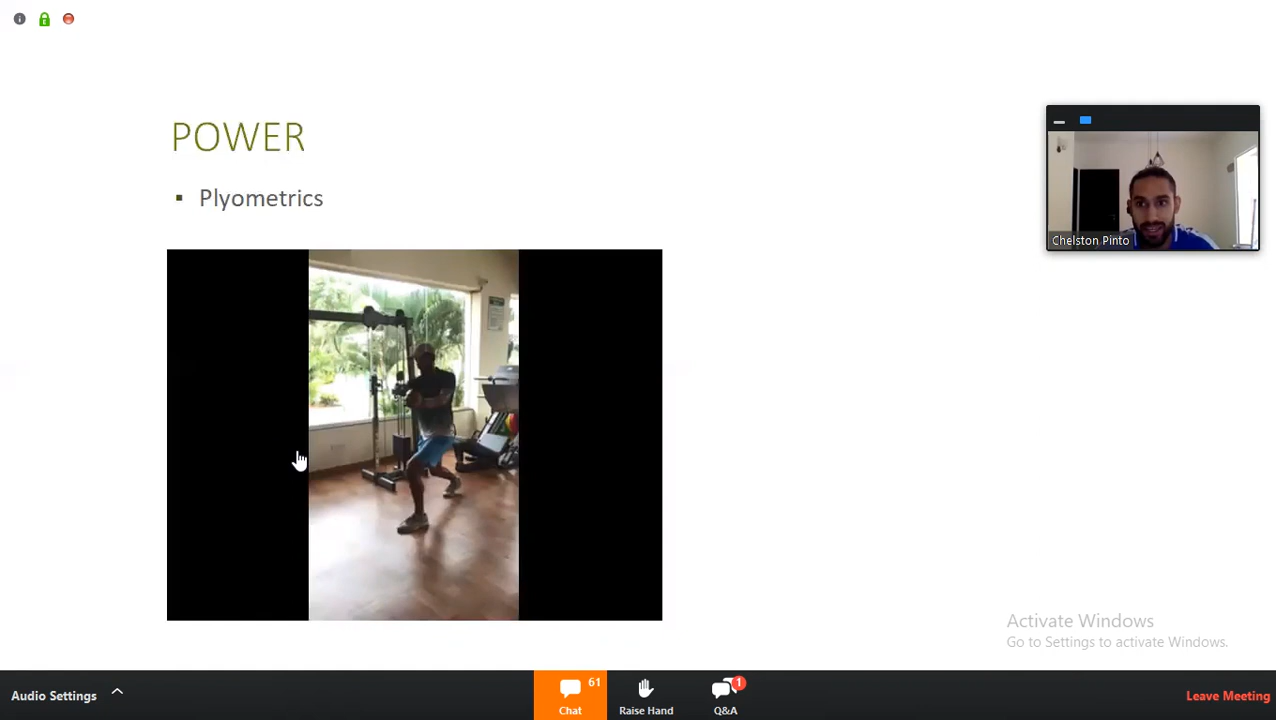 POWER
▪ Plyometrics
Chelston Pinto
Activate Windows
Go to Settings to activate Windows.
Audio Settings
61
Chat
Raise Hand
1
Q&A
Leave Meeting